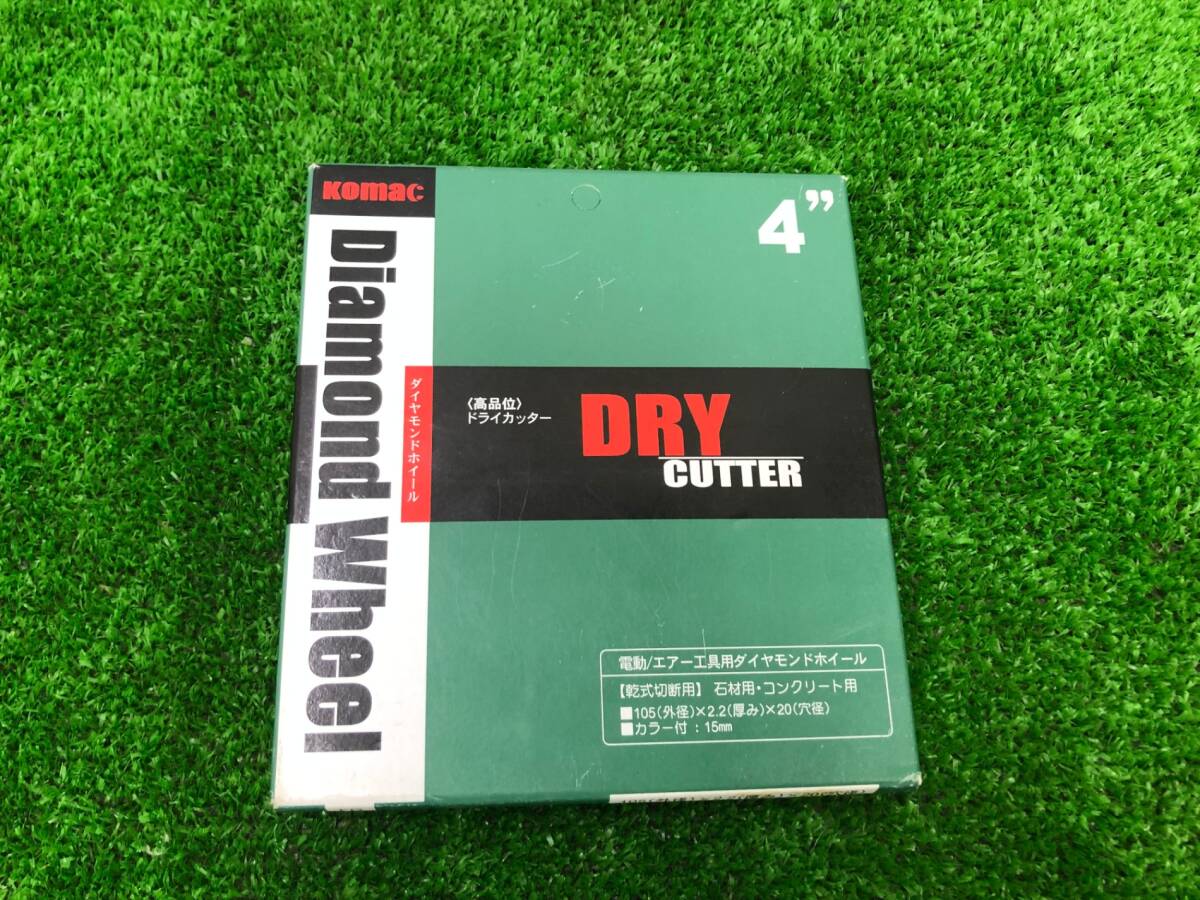 Komac
4”
Diamond Wheel
ダイヤモンドホイール
〈高品位〉
ドライカッター
DRY
CUTTER
電動/エアー工具用ダイヤモンドホイール
【乾式切断用】 石材用・コンクリート用
■105(外径)×2.2(厚み)×20(穴径)
■カラー付 : 15mm